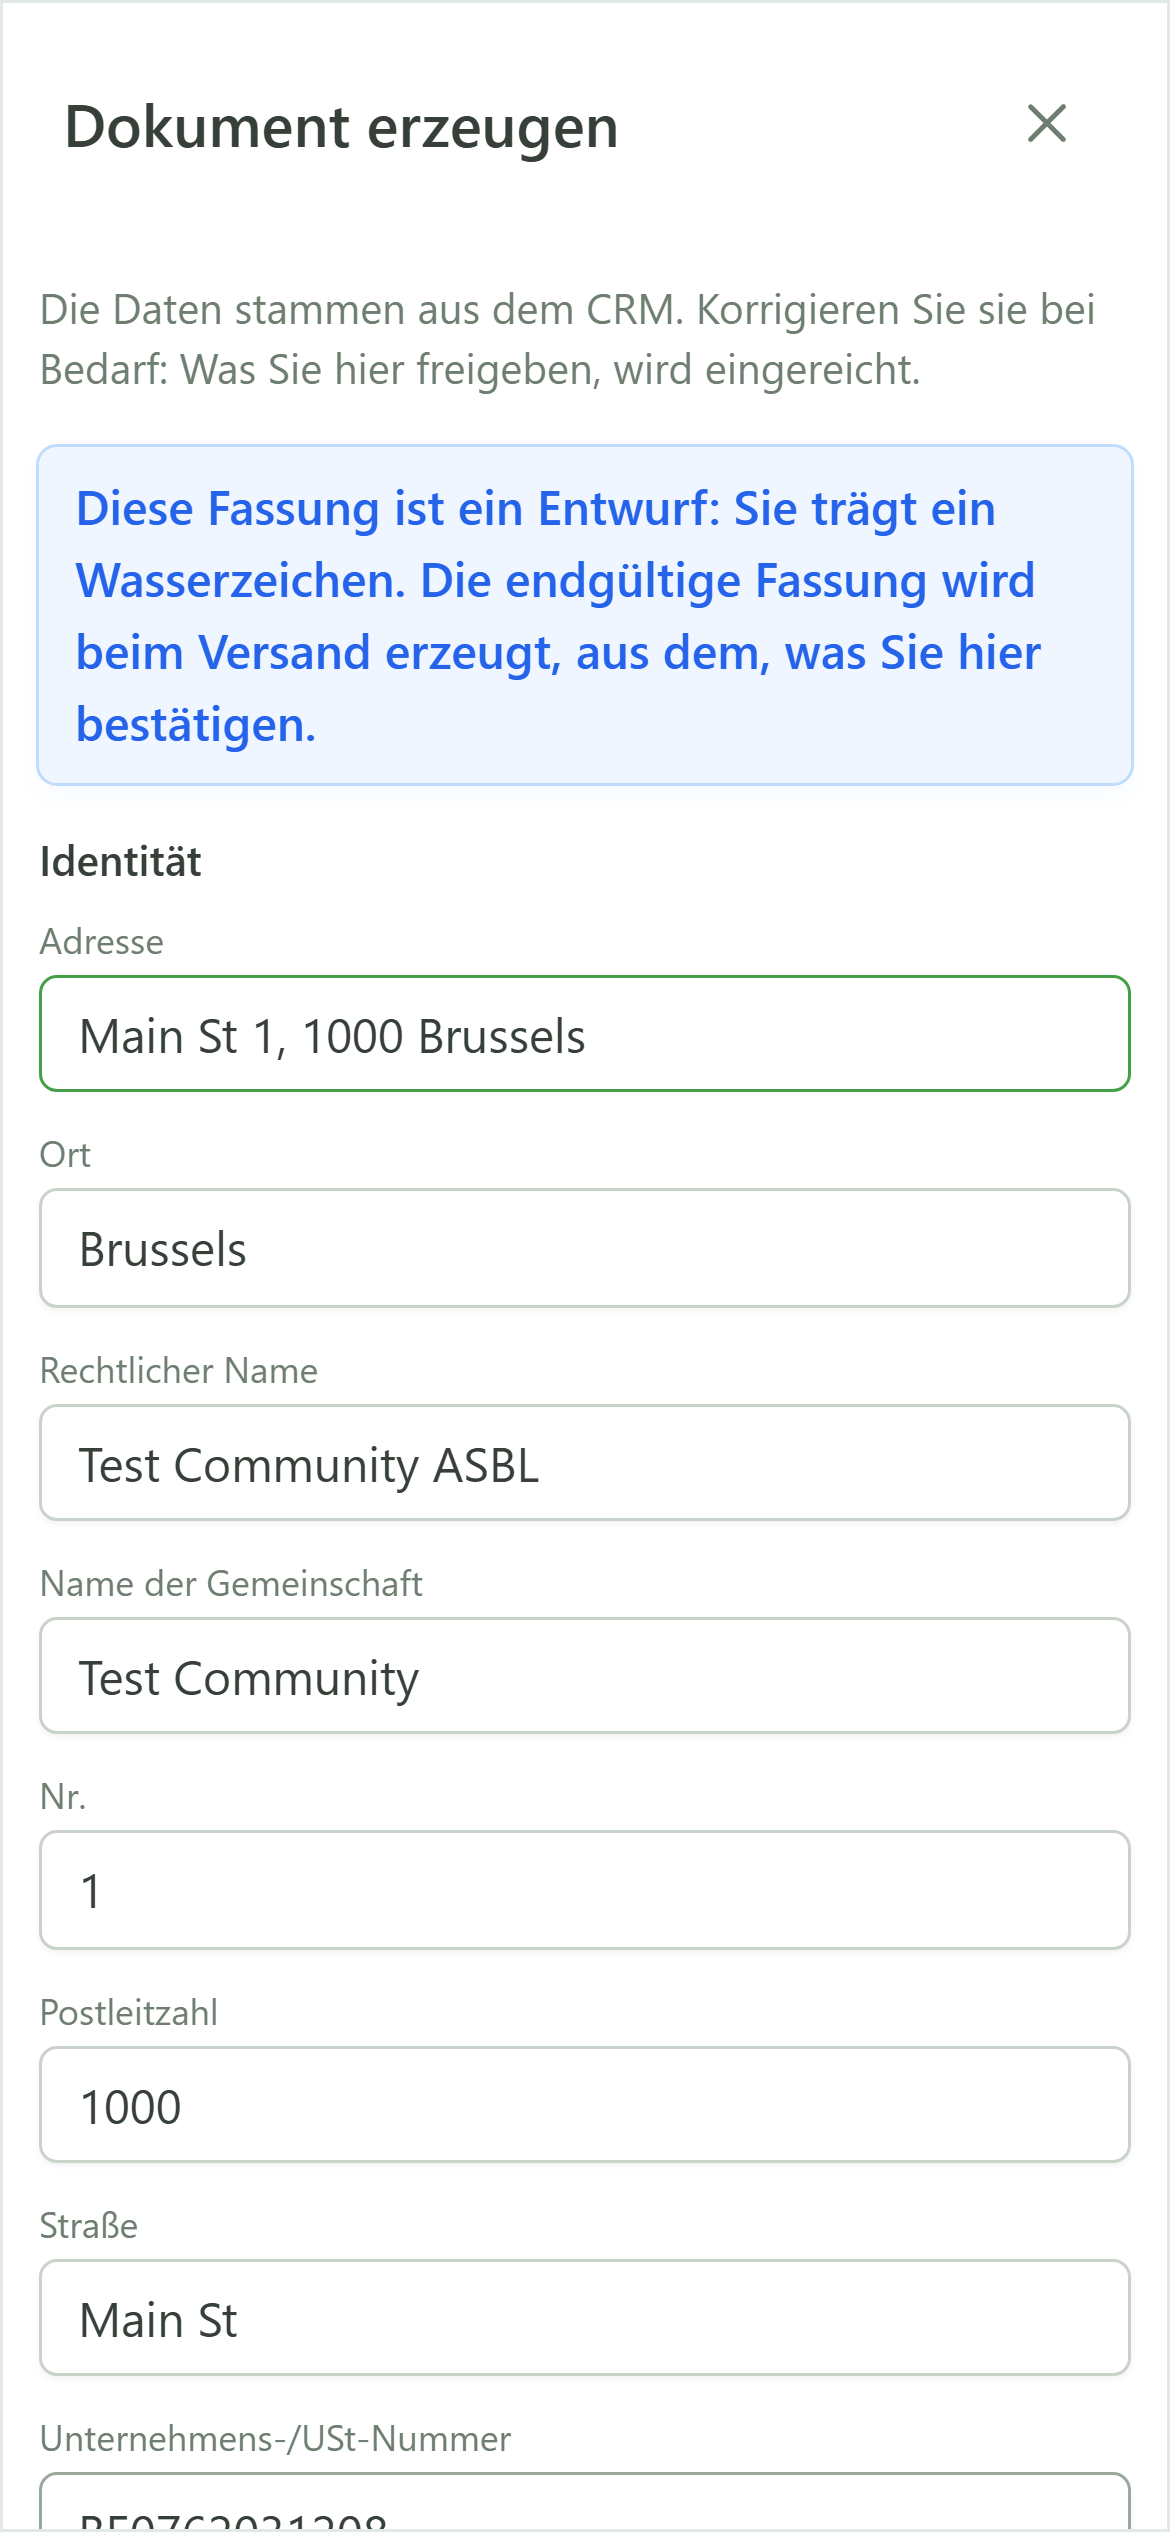 Dokument erzeugen
Die Daten stammen aus dem CRM. Korrigieren Sie sie bei
Bedarf: Was Sie hier freigeben, wird eingereicht.
Diese Fassung ist ein Entwurf: Sie trägt ein
Wasserzeichen. Die endgültige Fassung wird
beim Versand erzeugt, aus dem, was Sie hier
bestätigen.
Identität
Adresse
Main St 1, 1000 Brussels
Ort
Brussels
Rechtlicher Name
Test Community ASBL
Name der Gemeinschaft
Test Community
Nr.
1
Postleitzahl
1000
Straße
Main St
Unternehmens-/USt-Nummer